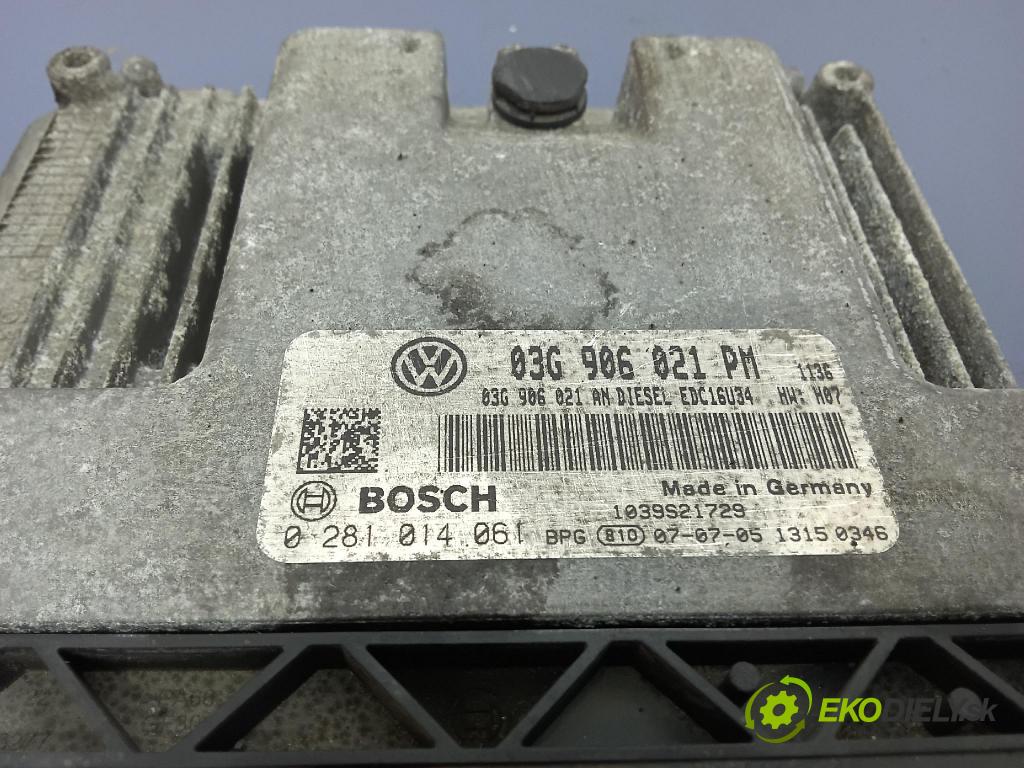 03G 906 021 PM 1136
03G 906 021 AN DIESEL EDC16U34 HW: H07
BOSCH
Made in Germany
1039S21729
0 281 014 061 BPG 810 07-07-05 1315 0346
EKODIELY.sk